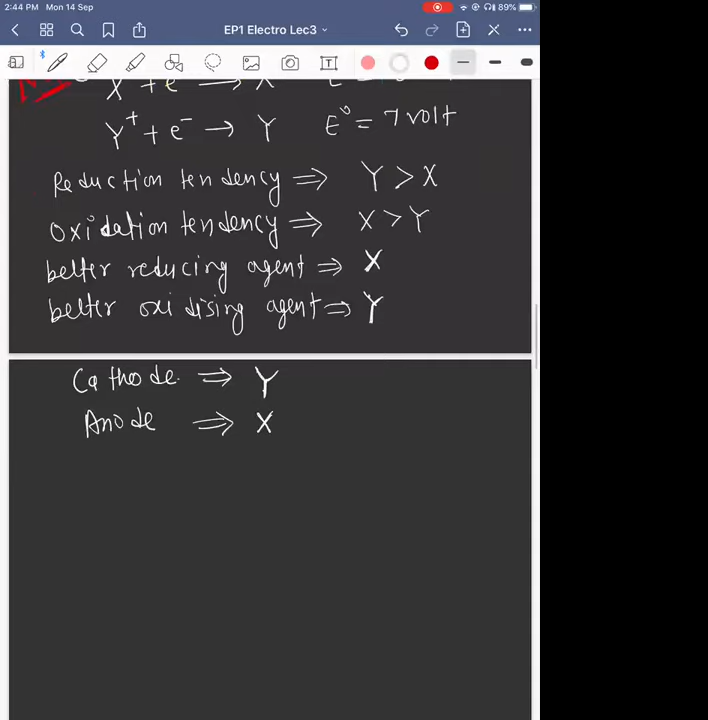 2:44 PM Mon 14 Sep
89%
EP1 Electro Lec3
X + e⁻ → X
Y⁺ + e⁻ → Y E⁰ = 7 volt
Reduction tendency ⇒ Y > X
Oxidation tendency ⇒ X > Y
better reducing agent ⇒ X
better oxidising agent ⇒ Y
Cathode ⇒ Y
Anode ⇒ X